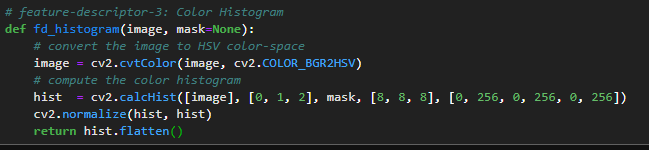 # feature-descriptor-3: Color Histogram
def fd_histogram(image, mask=None):
    # convert the image to HSV color-space
    image = cv2.cvtColor(image, cv2.COLOR_BGR2HSV)
    # compute the color histogram
    hist  = cv2.calcHist([image], [0, 1, 2], mask, [8, 8, 8], [0, 256, 0, 256, 0, 256])
    cv2.normalize(hist, hist)
    return hist.flatten()